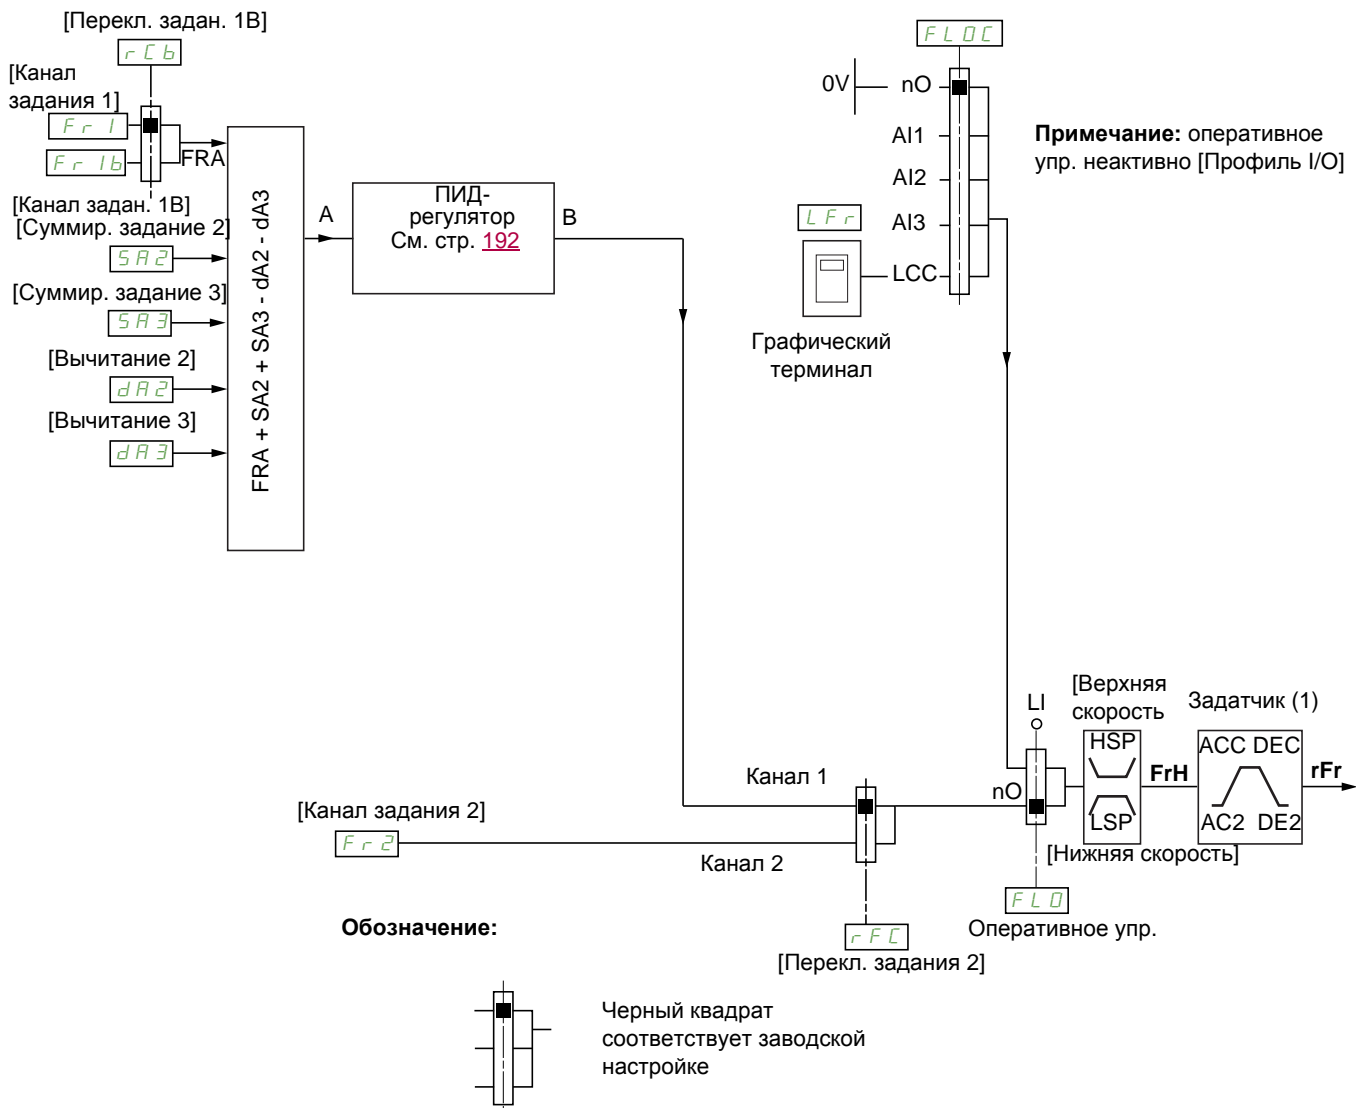 [Перекл. задан. 1B]
rCb
[Канал
задания 1]
Fr1
Fr1b
FRA
[Канал задан. 1B]
[Суммир. задание 2]
SA2
[Суммир. задание 3]
SA3
[Вычитание 2]
dA2
[Вычитание 3]
dA3
FRA + SA2 + SA3 - dA2 - dA3
A
ПИД-
регулятор
См. стр. 192
B
FLOC
0V
nO
AI1
AI2
AI3
LCC
LFr
Графический
терминал
Примечание: оперативное
упр. неактивно [Профиль I/O]
LI
[Верхняя
скорость
Задатчик (1)
HSP
LSP
FrH
ACC DEC
AC2 DE2
rFr
nO
[Нижняя скорость]
FLO
Оперативное упр.
Канал 1
[Канал задания 2]
Fr2
Канал 2
rFC
[Перекл. задания 2]
Обозначение:
Черный квадрат
соответствует заводской
настройке